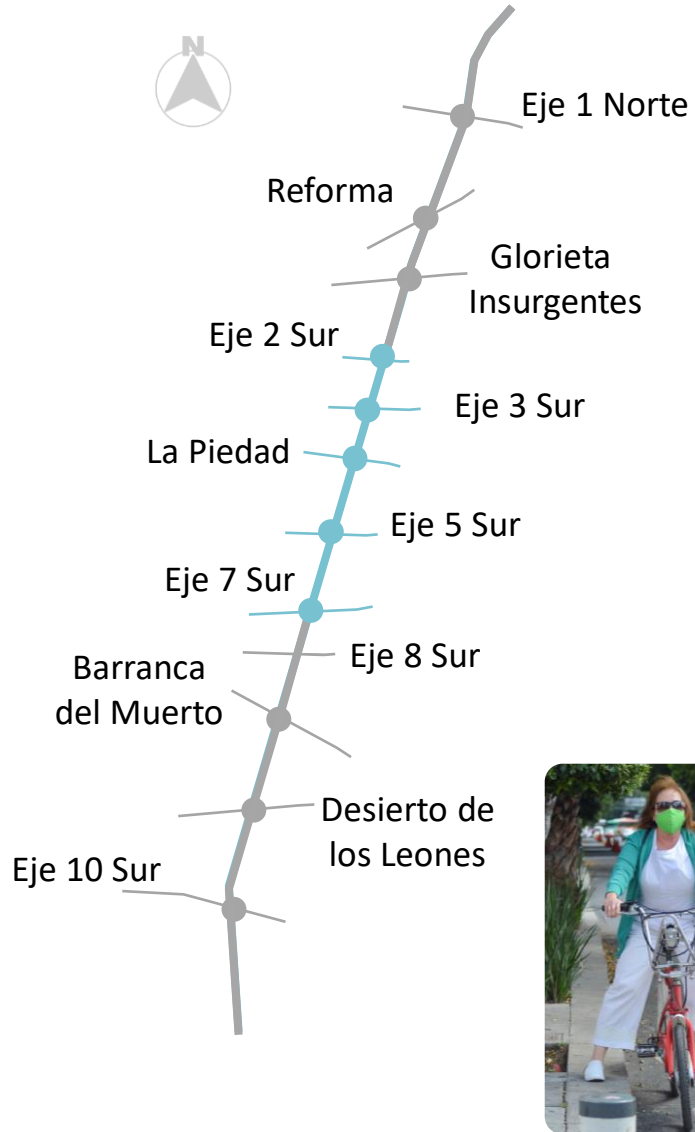 N
Eje 1 Norte
Reforma
Glorieta
Insurgentes
Eje 2 Sur
Eje 3 Sur
La Piedad
Eje 5 Sur
Eje 7 Sur
Eje 8 Sur
Barranca
del Muerto
Desierto de
los Leones
Eje 10 Sur